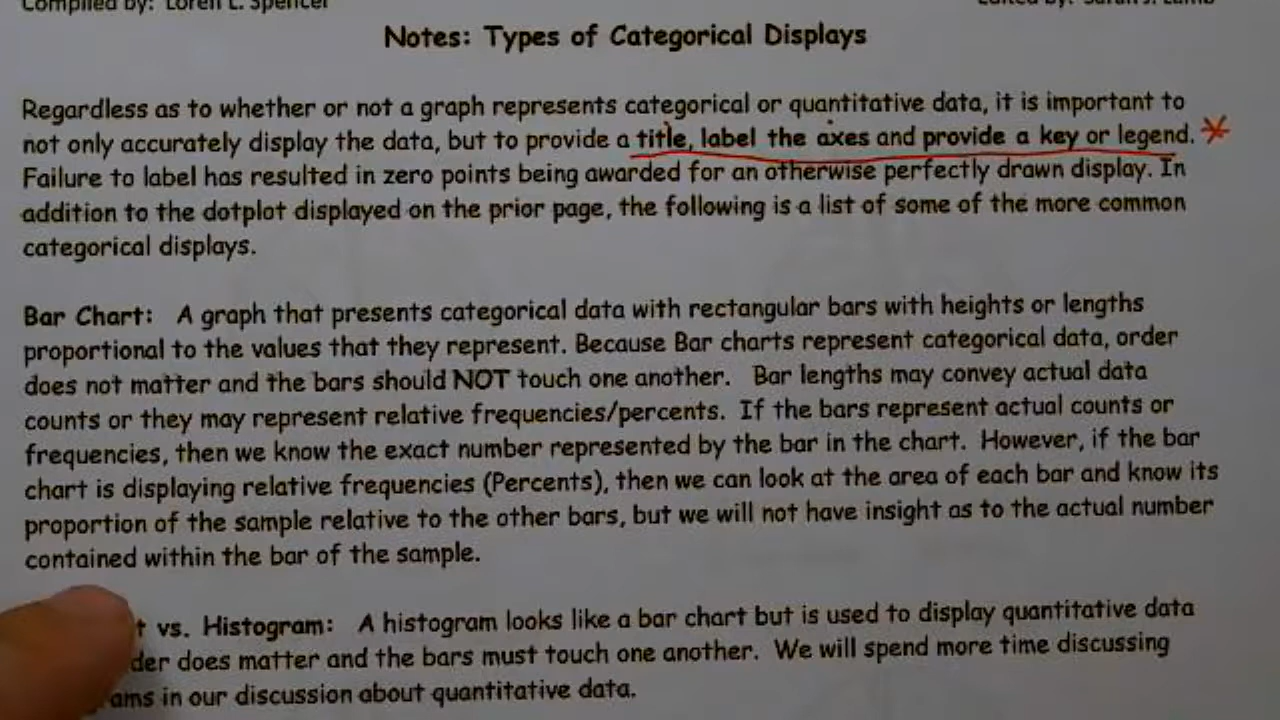 Compiled by: Loren L. Spencer Edited by: Sarah J. Lamb
Notes: Types of Categorical Displays
Regardless as to whether or not a graph represents categorical or quantitative data, it is important to
not only accurately display the data, but to provide a title, label the axes and provide a key or legend. *
Failure to label has resulted in zero points being awarded for an otherwise perfectly drawn display. In
addition to the dotplot displayed on the prior page, the following is a list of some of the more common
categorical displays.
Bar Chart: A graph that presents categorical data with rectangular bars with heights or lengths
proportional to the values that they represent. Because Bar charts represent categorical data, order
does not matter and the bars should NOT touch one another. Bar lengths may convey actual data
counts or they may represent relative frequencies/percents. If the bars represent actual counts or
frequencies, then we know the exact number represented by the bar in the chart. However, if the bar
chart is displaying relative frequencies (Percents), then we can look at the area of each bar and know its
proportion of the sample relative to the other bars, but we will not have insight as to the actual number
contained within the bar of the sample.
t vs. Histogram: A histogram looks like a bar chart but is used to display quantitative data
der does matter and the bars must touch one another. We will spend more time discussing
ams in our discussion about quantitative data.